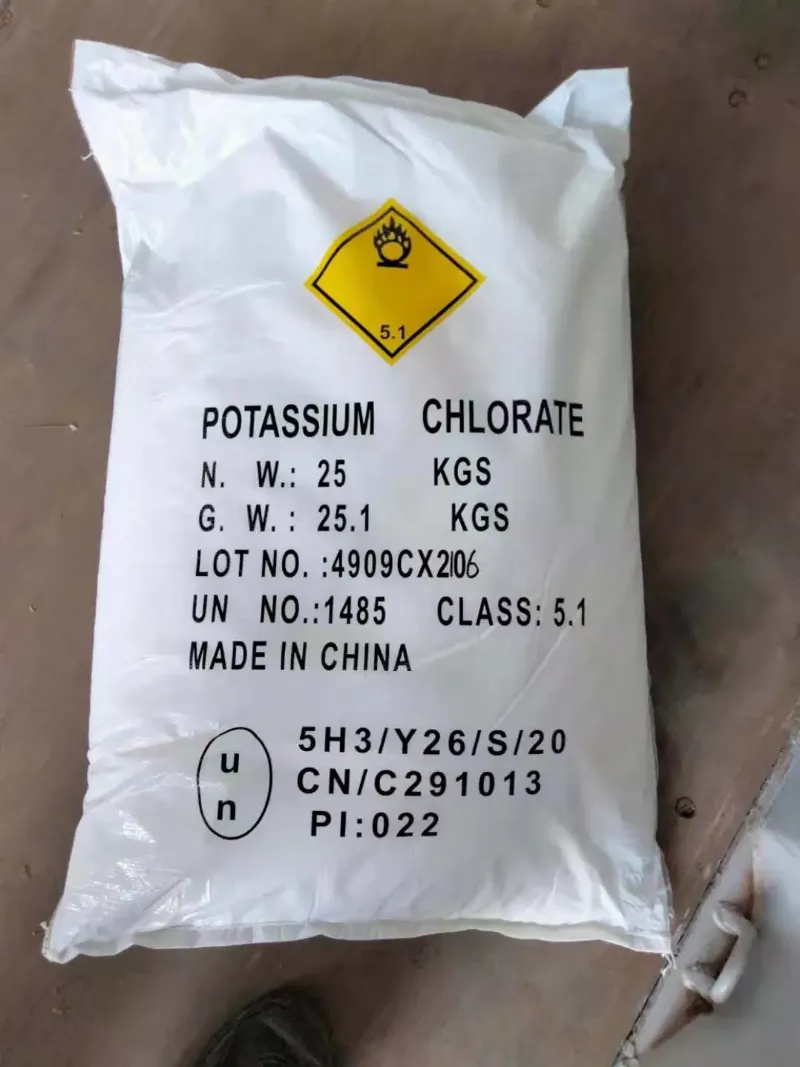 5.1
POTASSIUM CHLORATE
N. W.: 25 KGS
G. W. : 25.1 KGS
LOT NO. :4909CX2106
UN NO.:1485 CLASS: 5.1
MADE IN CHINA
un
5H3/Y26/S/20
CN/C291013
PI:022